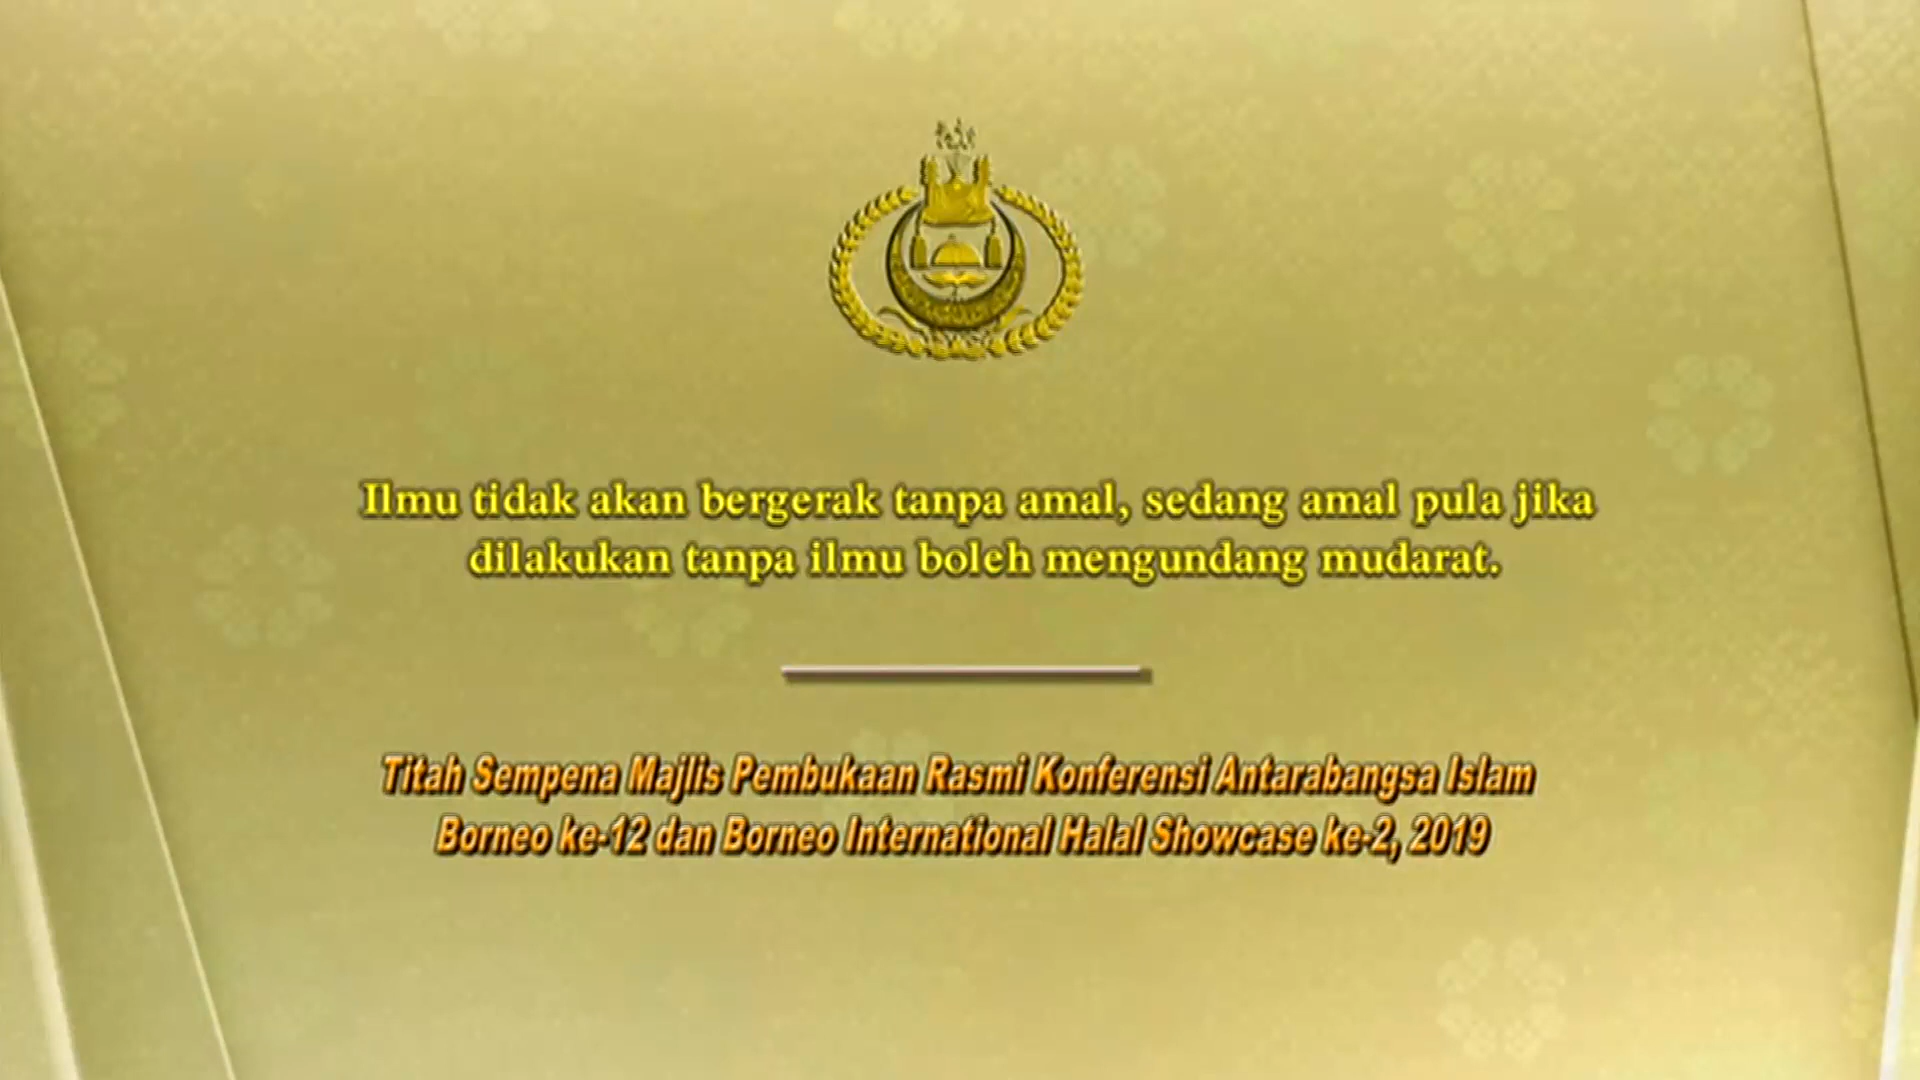 Ilmu tidak akan bergerak tanpa amal, sedang amal pula jika
dilakukan tanpa ilmu boleh mengundang mudarat.
Titah Sempena Majlis Pembukaan Rasmi Konferensi Antarabangsa Islam
Borneo ke-12 dan Borneo International Halal Showcase ke-2, 2019